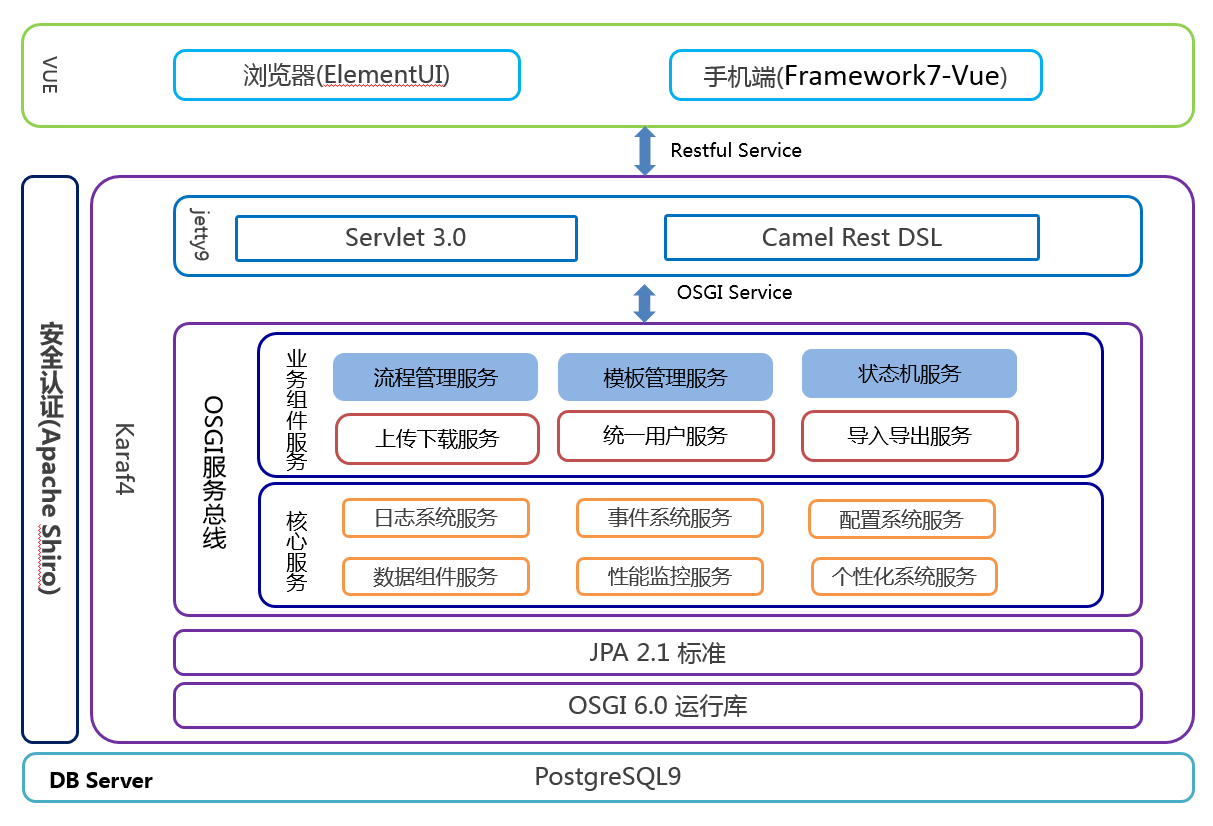 VUE
浏览器(ElementUI)
手机端(Framework7-Vue)
Restful Service
安全认证(Apache Shiro)
Karaf4
jetty9
Servlet 3.0
Camel Rest DSL
OSGI Service
OSGI服务总线
业务组件服务
流程管理服务
模板管理服务
状态机服务
上传下载服务
统一用户服务
导入导出服务
核心服务
日志系统服务
事件系统服务
配置系统服务
数据组件服务
性能监控服务
个性化系统服务
JPA 2.1 标准
OSGI 6.0 运行库
DB Server
PostgreSQL9